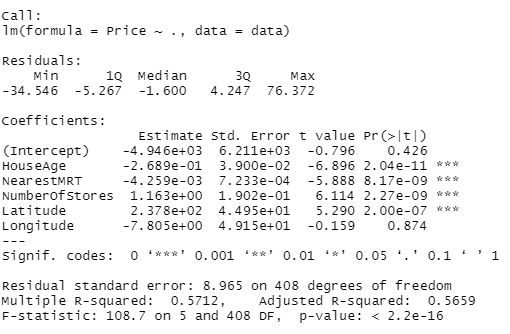 Call:
lm(formula = Price ~ ., data = data)
Residuals:
    Min      1Q  Median      3Q     Max
-34.546  -5.267  -1.600   4.247  76.372
Coefficients:
                 Estimate Std. Error t value Pr(>|t|)
(Intercept)    -4.946e+03  6.211e+03  -0.796    0.426
HouseAge       -2.689e-01  3.900e-02  -6.896 2.04e-11 ***
NearestMRT     -4.259e-03  7.233e-04  -5.888 8.17e-09 ***
NumberOfStores  1.163e+00  1.902e-01   6.114 2.27e-09 ***
Latitude        2.378e+02  4.495e+01   5.290 2.00e-07 ***
Longitude      -7.805e+00  4.915e+01  -0.159    0.874
---
Signif. codes:  0 ‘***’ 0.001 ‘**’ 0.01 ‘*’ 0.05 ‘.’ 0.1 ‘ ’ 1
Residual standard error: 8.965 on 408 degrees of freedom
Multiple R-squared:  0.5712,    Adjusted R-squared:  0.5659
F-statistic: 108.7 on 5 and 408 DF,  p-value: < 2.2e-16